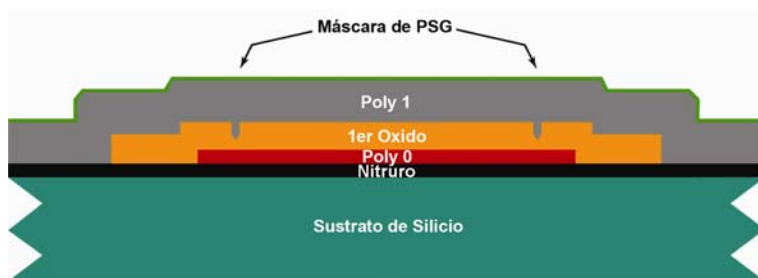 Máscara de PSG
Poly 1
1er Oxido
Poly 0
Nitruro
Sustrato de Silicio